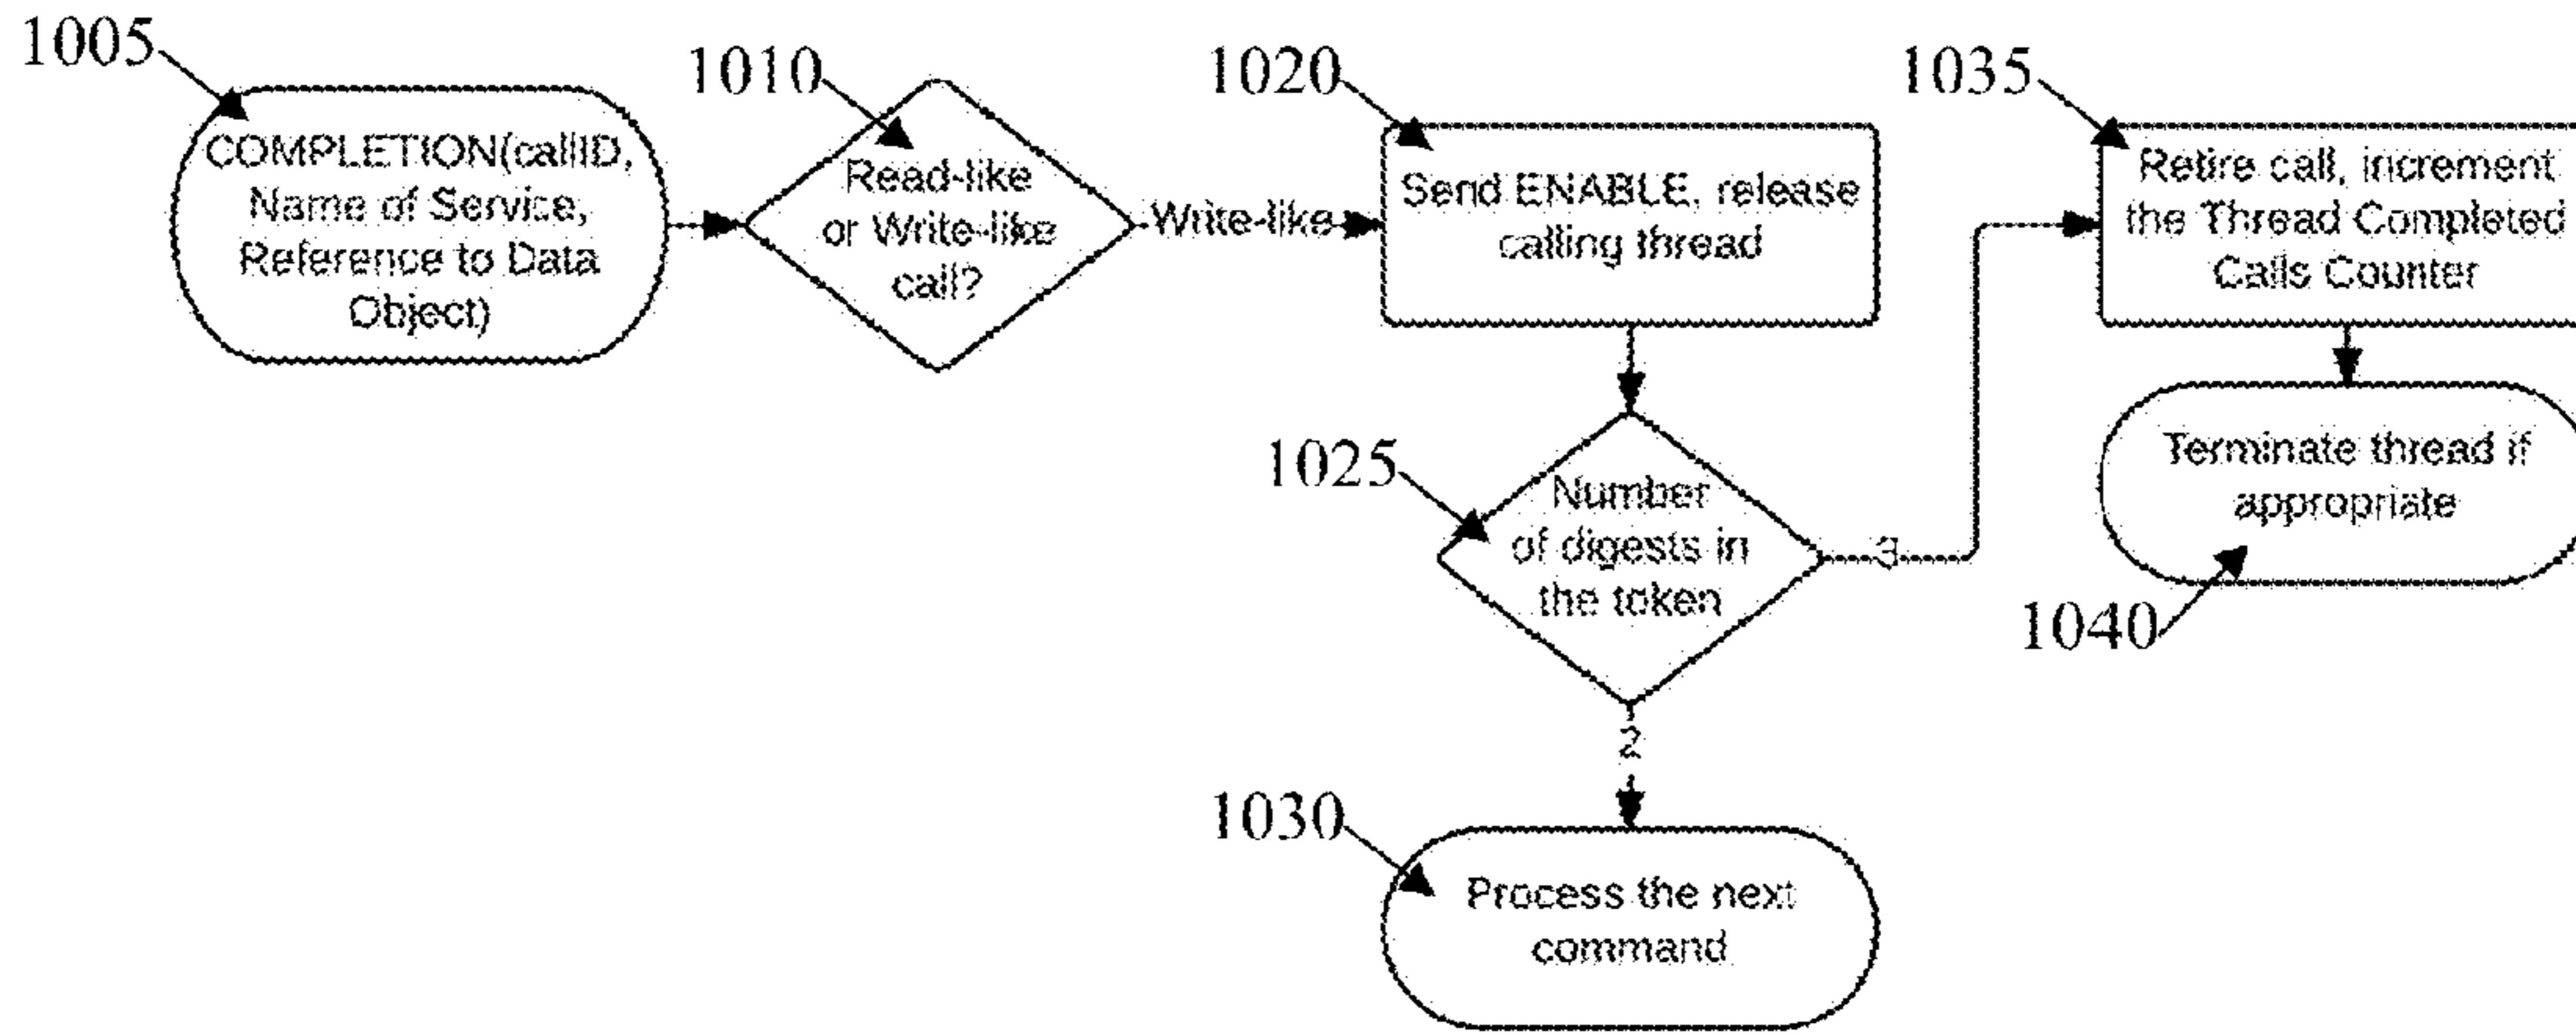 1005
COMPLETION(callID,
Name of Service,
Reference to Data
Object)
1010
Read-like
or Write-like
call?
Write-like
1020
Send ENABLE, release
calling thread
1025
Number
of digests in
the token
3
2
1030
Process the next
command
1035
Retire call, increment
the Thread Completed
Calls Counter
Terminate thread if
appropriate
1040